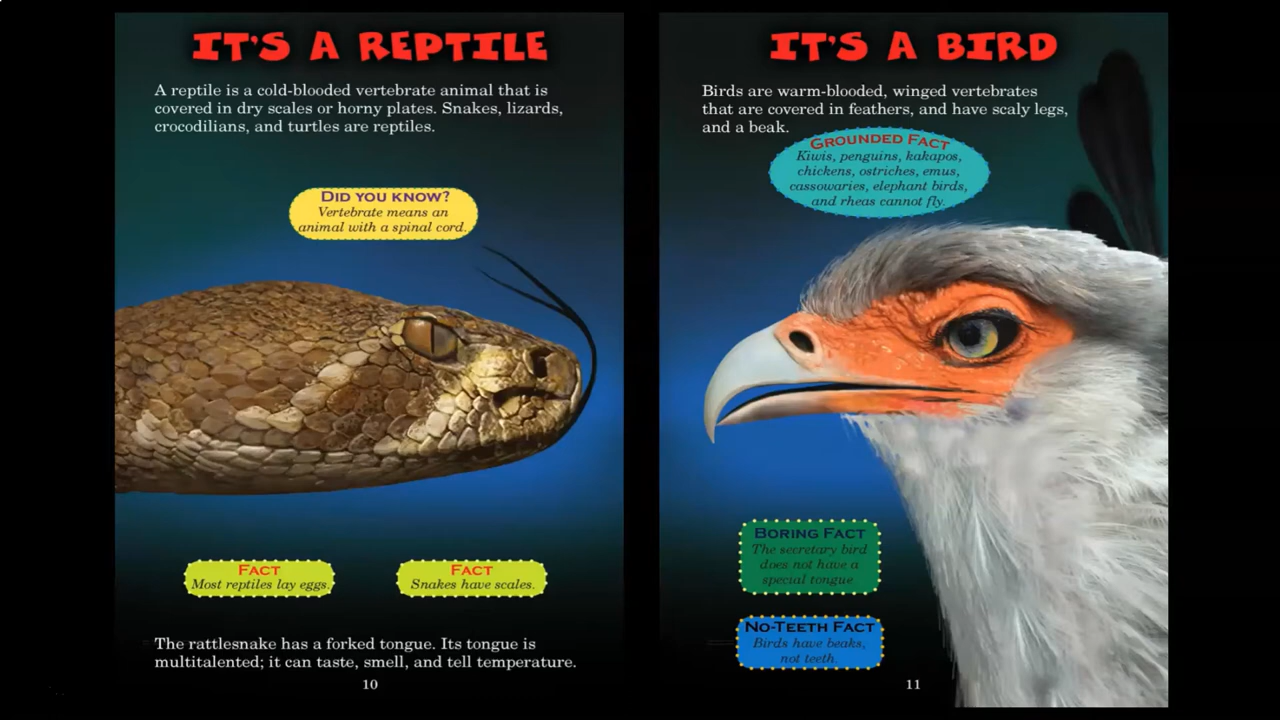 IT'S A REPTILE
A reptile is a cold-blooded vertebrate animal that is
covered in dry scales or horny plates. Snakes, lizards,
crocodilians, and turtles are reptiles.
DID YOU KNOW?
Vertebrate means an
animal with a spinal cord.
FACT
Most reptiles lay eggs.
FACT
Snakes have scales.
The rattlesnake has a forked tongue. Its tongue is
multitalented; it can taste, smell, and tell temperature.
10
IT'S A BIRD
Birds are warm-blooded, winged vertebrates
that are covered in feathers, and have scaly legs,
and a beak.
GROUNDED FACT
Kiwis, penguins, kakapos,
chickens, ostriches, emus,
cassowaries, elephant birds,
and rheas cannot fly.
BORING FACT
The secretary bird
does not have a
special tongue
NO-TEETH FACT
Birds have beaks,
not teeth.
11